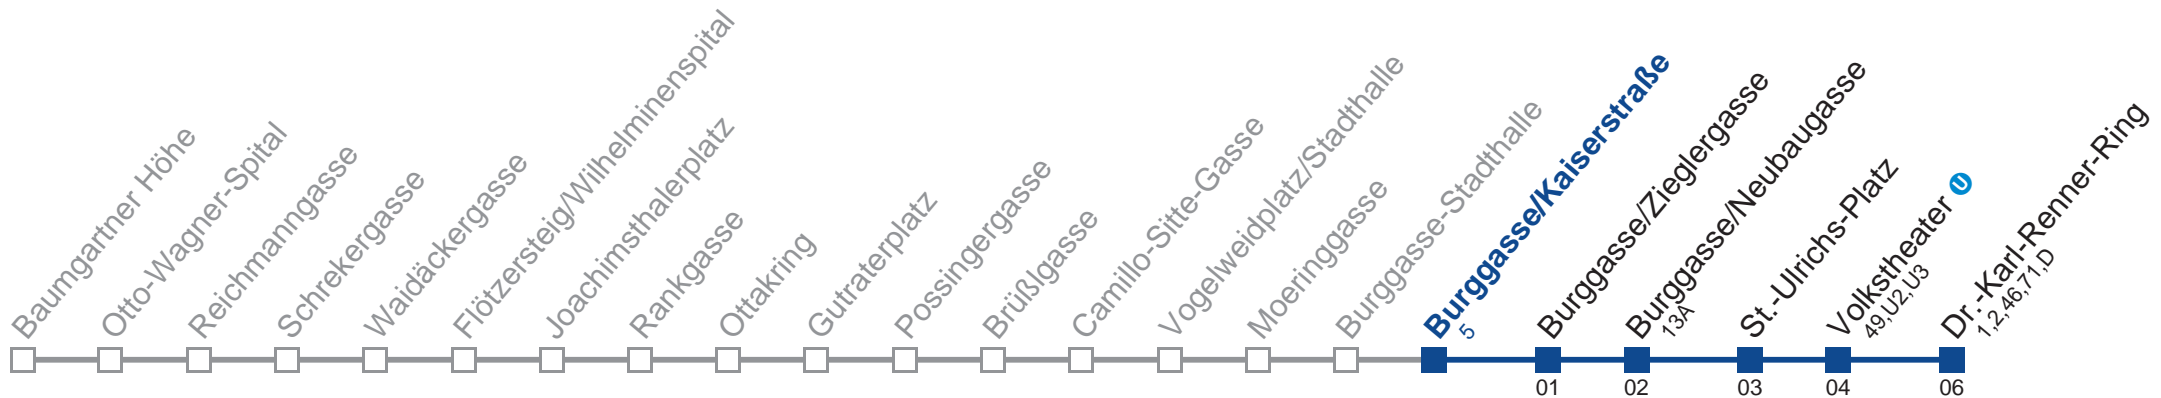 Baumgartner Höhe
Otto-Wagner-Spital
Reichmanngasse
Schrekergasse
Waidäckergasse
Flötzersteig/Wilhelminenspital
Joachimsthalerplatz
Rankgasse
Ottakring
Gutraterplatz
Possingergasse
Brüßlgasse
Camillo-Sitte-Gasse
Vogelweidplatz/Stadthalle
Moeringgasse
Burggasse-Stadthalle
Burggasse/Kaiserstraße
5
Burggasse/Zieglergasse
01
Burggasse/Neubaugasse
13A
02
St.-Ulrichs-Platz
03
Volkstheater U
49,U2,U3
04
Dr.-Karl-Renner-Ring
1,2,46,71,D
06